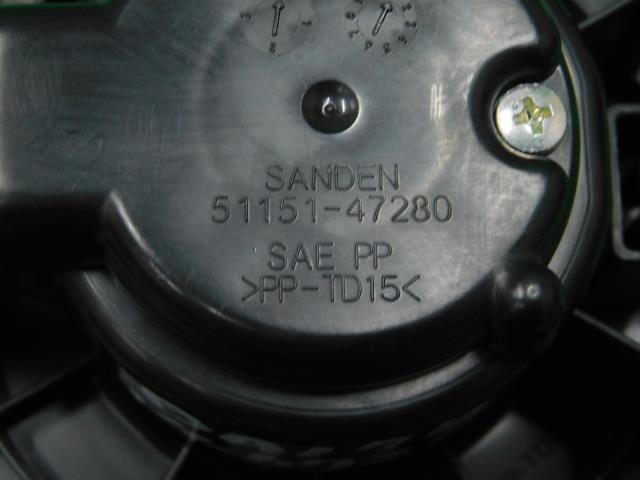 SANDEN
51151-47280
SAE PP
>PP-TD15<